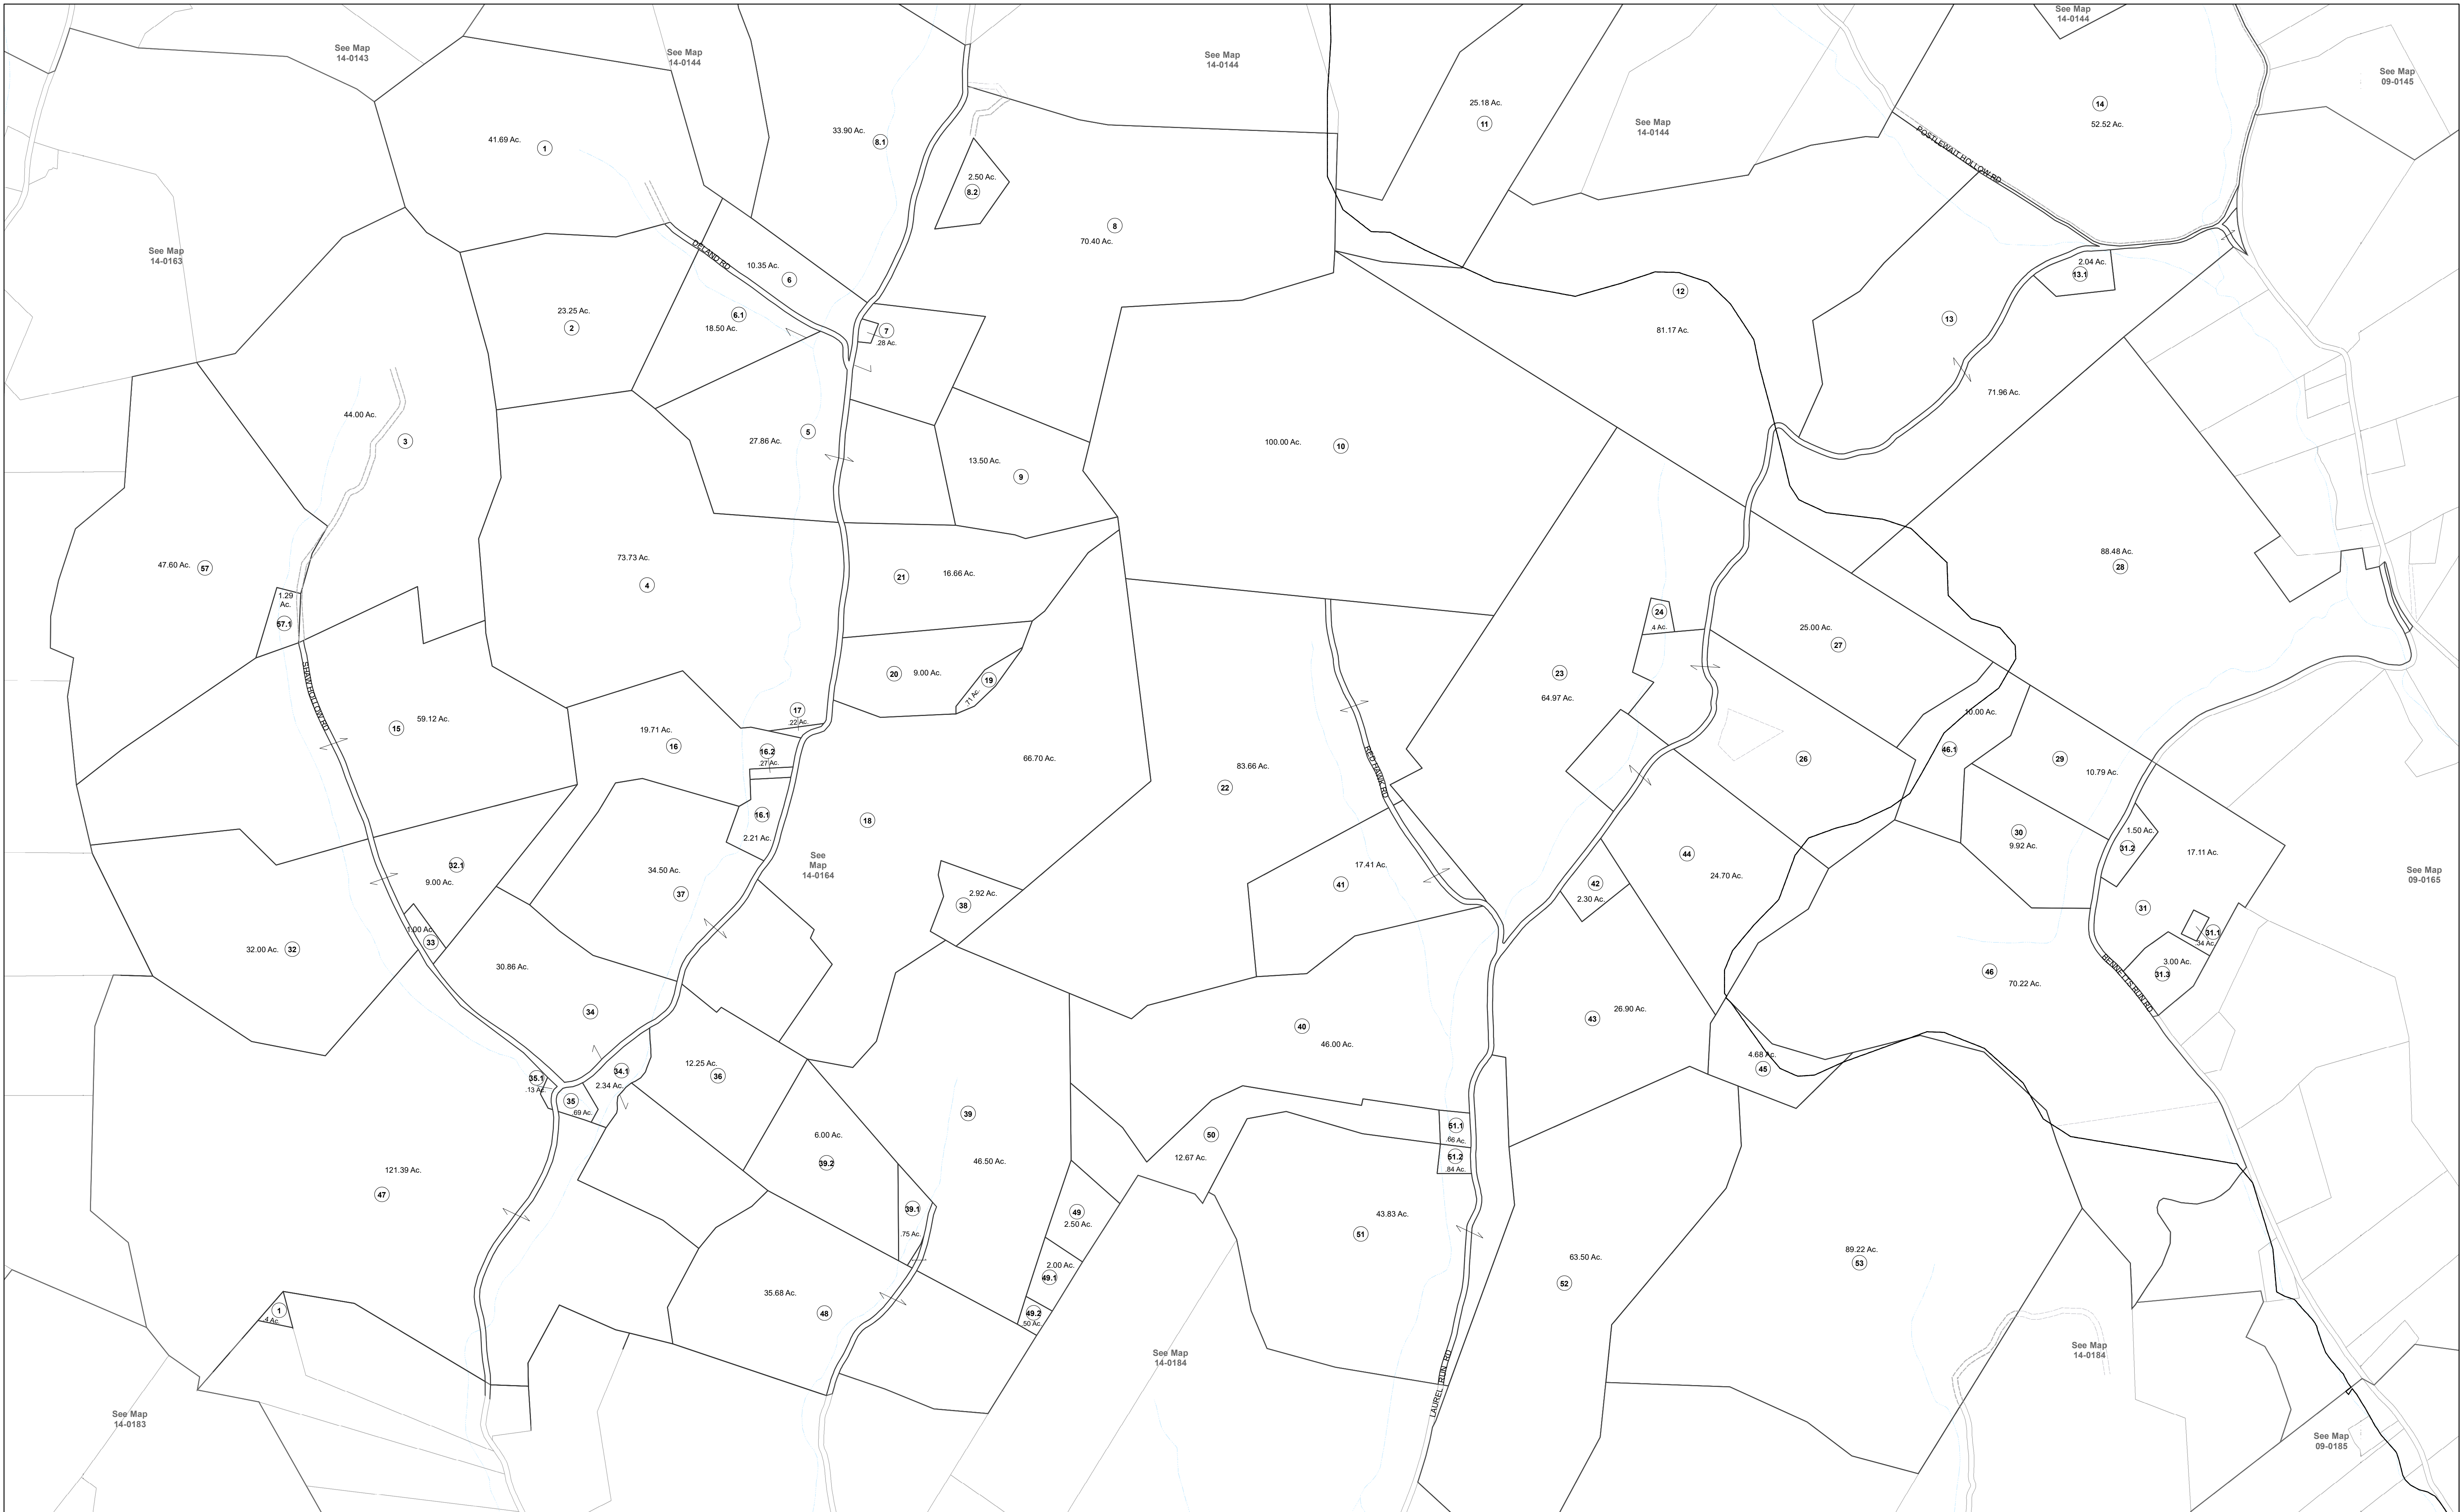 See Map
14-0143
See Map
14-0144
See Map
14-0144
See Map
14-0144
See Map
09-0145
See Map
14-0144
41.69 Ac.
1
33.90 Ac.
8.1
25.18 Ac.
11
14
52.52 Ac.
POSTLEWAIT HOLLOW RD
2.50 Ac.
8.2
8
70.40 Ac.
See Map
14-0163
DELAND RD
10.35 Ac.
6
2.04 Ac.
13.1
12
81.17 Ac.
13
23.25 Ac.
2
6.1
18.50 Ac.
7
.28 Ac.
71.96 Ac.
44.00 Ac.
3
27.86 Ac.
5
100.00 Ac.
10
13.50 Ac.
9
47.60 Ac.
57
73.73 Ac.
4
21
16.66 Ac.
88.48 Ac.
28
1.29
Ac.
57.1
24
.4 Ac.
25.00 Ac.
27
SHAW HOLLOW RD
20
9.00 Ac.
19
.71 Ac.
23
64.97 Ac.
59.12 Ac.
15
19.71 Ac.
16
17
.22 Ac.
16.2
.27 Ac.
66.70 Ac.
83.66 Ac.
22
RED HAWK RD
26
10.00 Ac.
46.1
29
10.79 Ac.
16.1
2.21 Ac.
18
See
Map
14-0164
32.1
9.00 Ac.
34.50 Ac.
37
2.92 Ac.
38
17.41 Ac.
41
44
24.70 Ac.
42
2.30 Ac.
30
9.92 Ac.
1.50 Ac.
31.2
17.11 Ac.
31
See Map
09-0165
32.00 Ac.
32
1.00 Ac.
33
30.86 Ac.
34
31.1
.34 Ac.
3.00 Ac.
31.3
BENNETTS RUN RD
46
70.22 Ac.
40
46.00 Ac.
43
26.90 Ac.
4.68 Ac.
45
35.1
.13 Ac.
34.1
2.34 Ac.
35
.69 Ac.
12.25 Ac.
36
39
46.50 Ac.
6.00 Ac.
39.2
50
12.67 Ac.
51.1
.66 Ac.
51.2
.84 Ac.
121.39 Ac.
47
39.1
.75 Ac.
49
2.50 Ac.
2.00 Ac.
49.1
49.2
.50 Ac.
43.83 Ac.
51
63.50 Ac.
52
89.22 Ac.
53
1
.4 Ac.
35.68 Ac.
48
See Map
14-0184
LAUREL RUN RD
See Map
14-0184
See Map
14-0183
See Map
09-0185